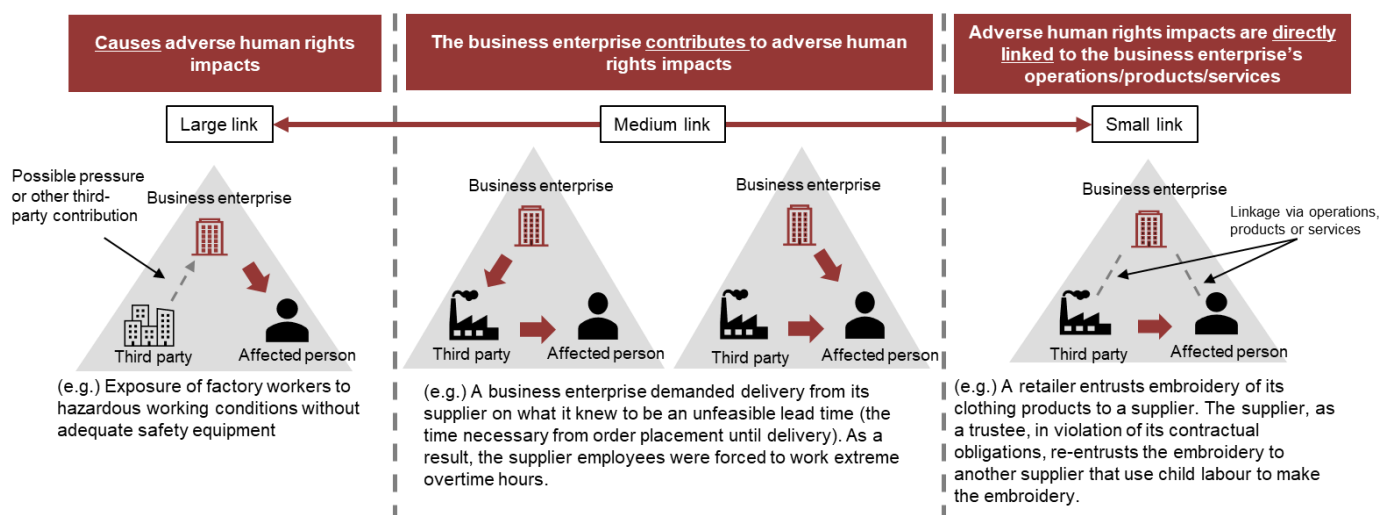 Causes adverse human rights
impacts
The business enterprise contributes to adverse human
rights impacts
Adverse human rights impacts are directly
linked to the business enterprise's
operations/products/services
Large link
Medium link
Small link
Possible pressure
or other third-
party contribution
Business enterprise
Third party
Affected person
(e.g.) Exposure of factory workers to
hazardous working conditions without
adequate safety equipment
Business enterprise
Third party
Affected person
Business enterprise
Third party
Affected person
(e.g.) A business enterprise demanded delivery from its
supplier on what it knew to be an unfeasible lead time (the
time necessary from order placement until delivery). As a
result, the supplier employees were forced to work extreme
overtime hours.
Business enterprise
Linkage via operations,
products or services
Third party
Affected person
(e.g.) A retailer entrusts embroidery of its
clothing products to a supplier. The supplier, as
a trustee, in violation of its contractual
obligations, re-entrusts the embroidery to
another supplier that use child labour to make
the embroidery.